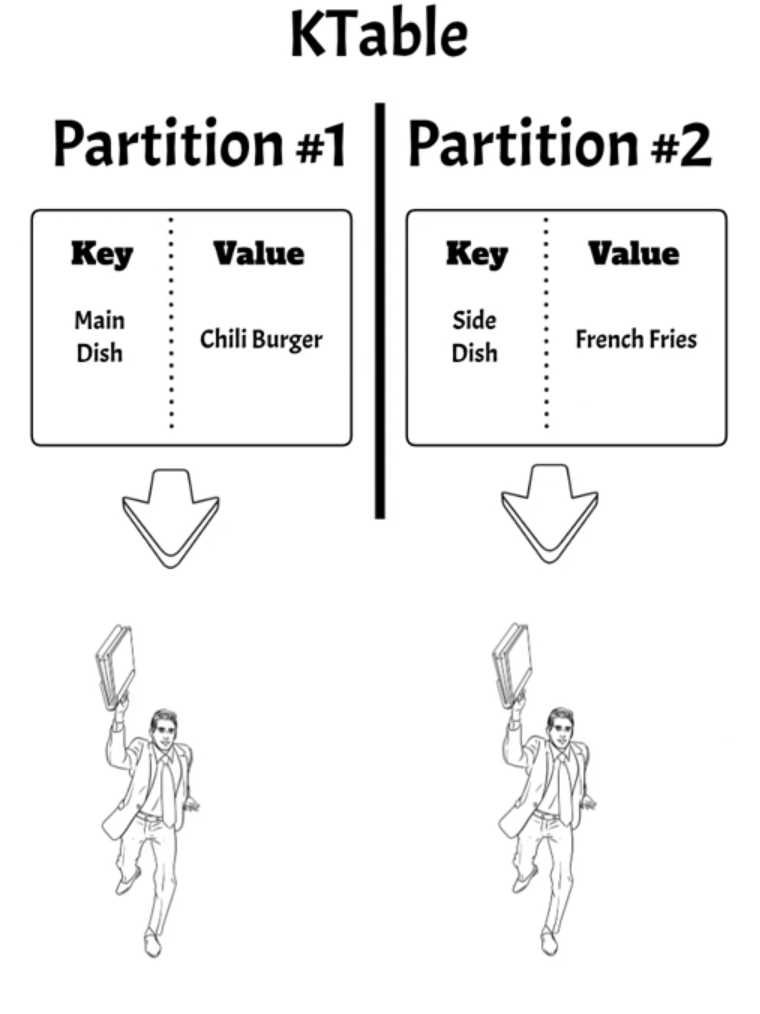 KTable
Partition #1
Key Value
Main
Dish
Chili Burger
Partition #2
Key Value
Side
Dish
French Fries